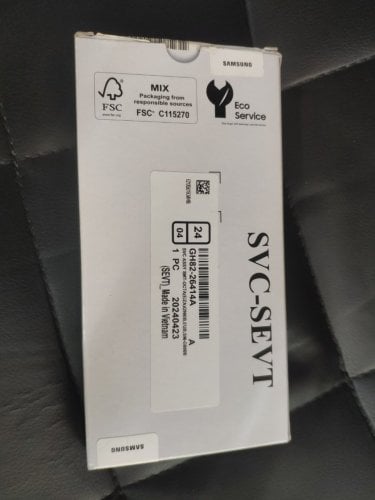 SAMSUNG
FSC
MIX
Packaging from
responsible sources
FSC® C115270
Eco
Service
24
04
GH82-26414A A
1 PC 20240423
(SEVT)_Made in Vietnam
SVC-SEVT
SAMSUNG